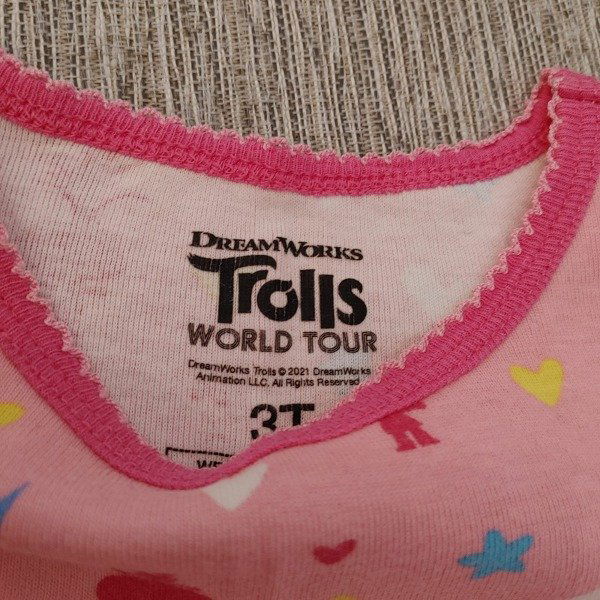 DREAMWORKS
Trolls
WORLD TOUR
DreamWorks Trolls © 2021 DreamWorks
Animation LLC. All Rights Reserved
3T